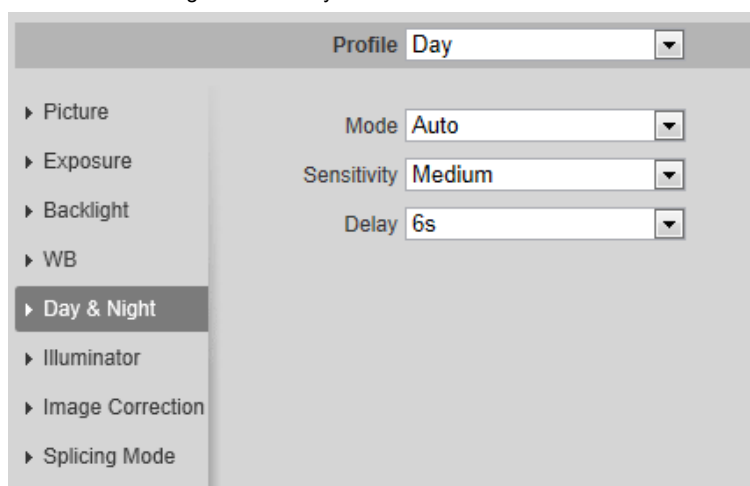 Profile Day
Picture
Mode Auto
Exposure
Sensitivity Medium
Backlight
Delay 6s
WB
Day & Night
Illuminator
Image Correction
Splicing Mode